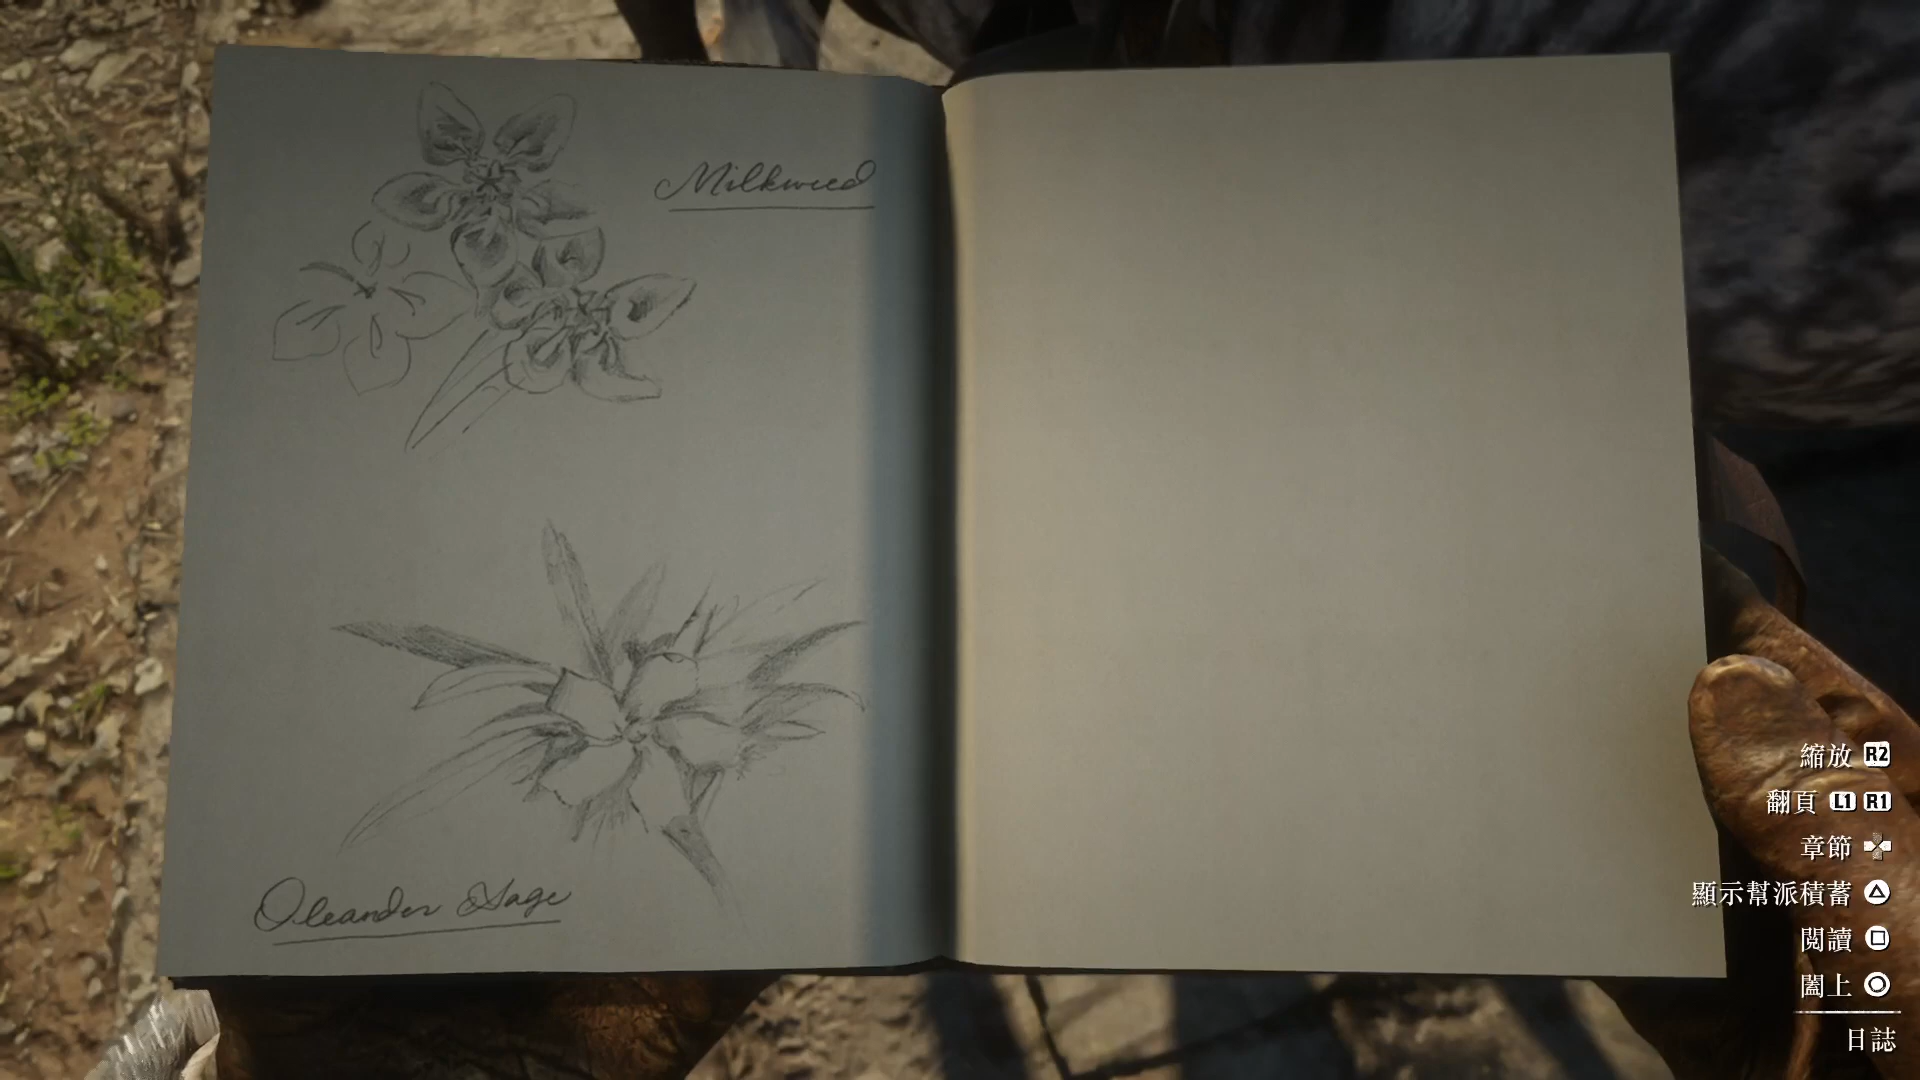 Milkweed
Oleander Sage
縮放 R2
翻頁 L1 R1
章節
顯示幫派積蓄
閱讀
闔上
日誌